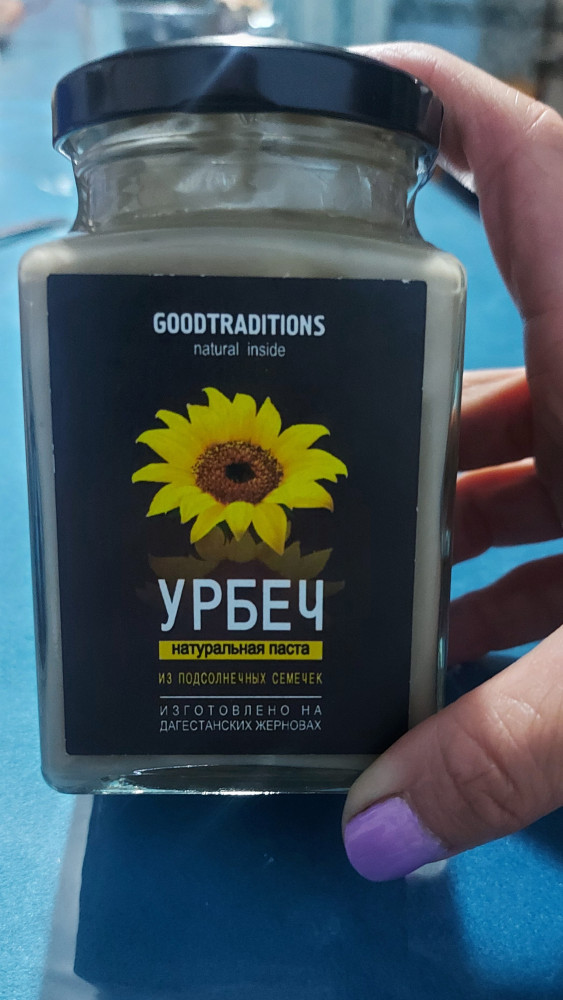 GOODTRADITIONS
natural inside
УРБЕЧ
натуральная паста
ИЗ ПОДСОЛНЕЧНЫХ СЕМЕЧЕК
ИЗГОТОВЛЕНО НА
ДАГЕСТАНСКИХ ЖЕРНОВАХ